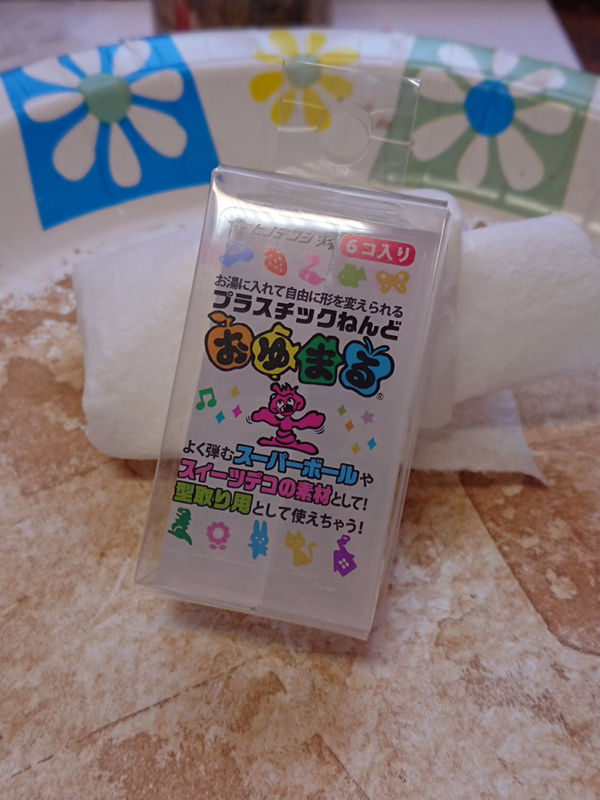 6コ入り
お湯に入れて自由に形を変えられる
プラスチックねんど
おゆまる®
よく弾むスーパーボールや
スイーツデコの素材として!
型取り用として使えちゃう!